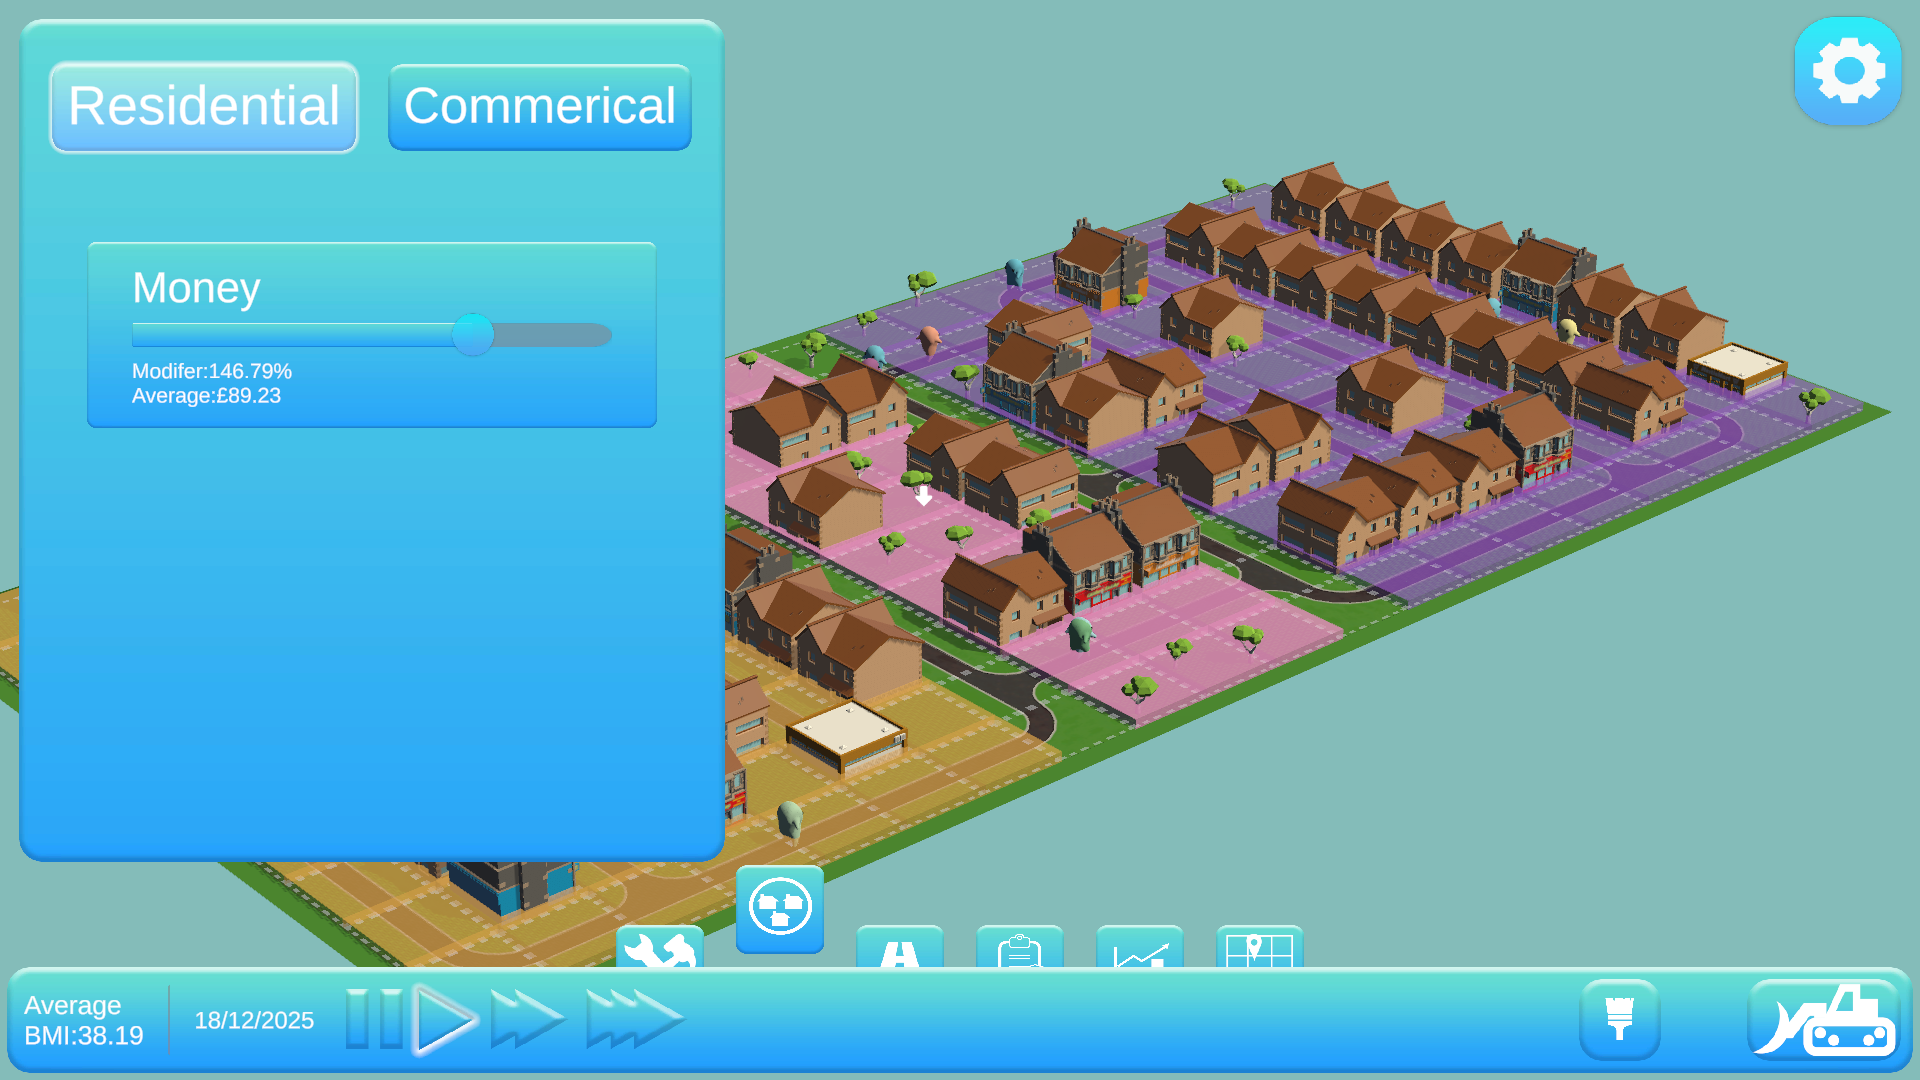 Residential
Commerical
Money
Modifer:146.79%
Average:£89.23
Average
BMI:38.19
18/12/2025